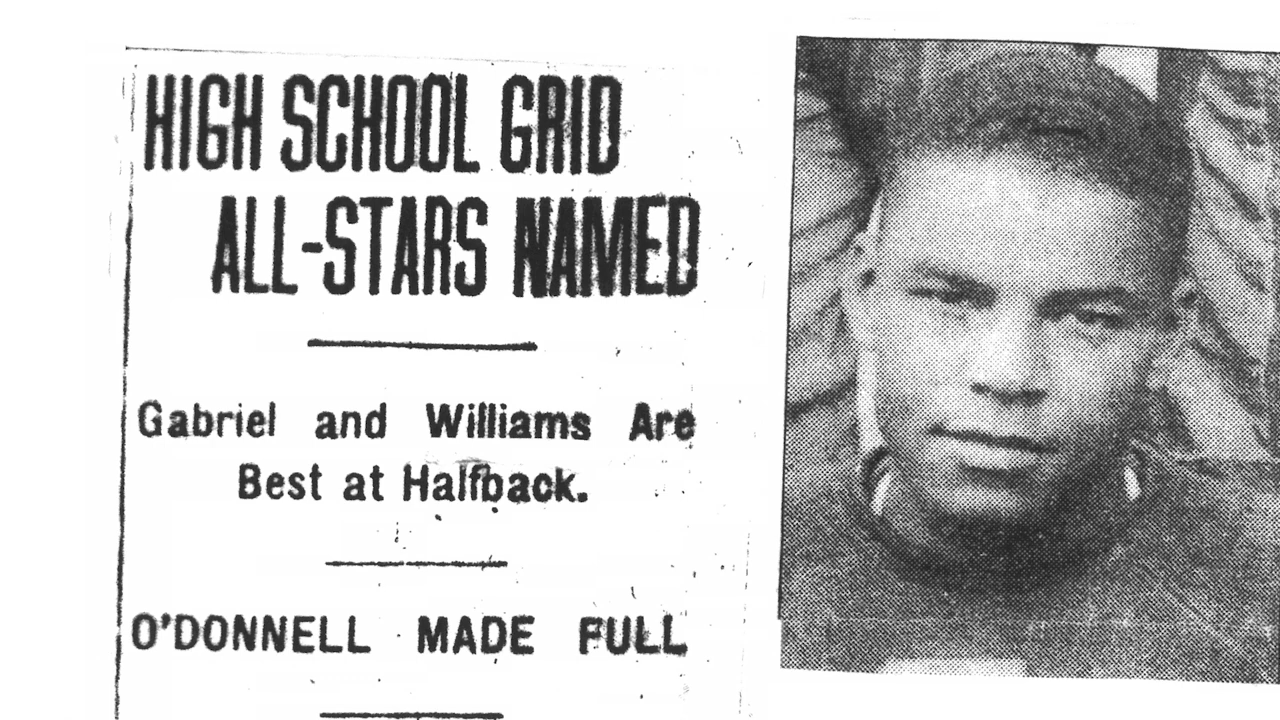 HIGH SCHOOL GRID
ALL-STARS NAMED
Gabriel and Williams Are
Best at Halfback.
O'DONNELL MADE FULL